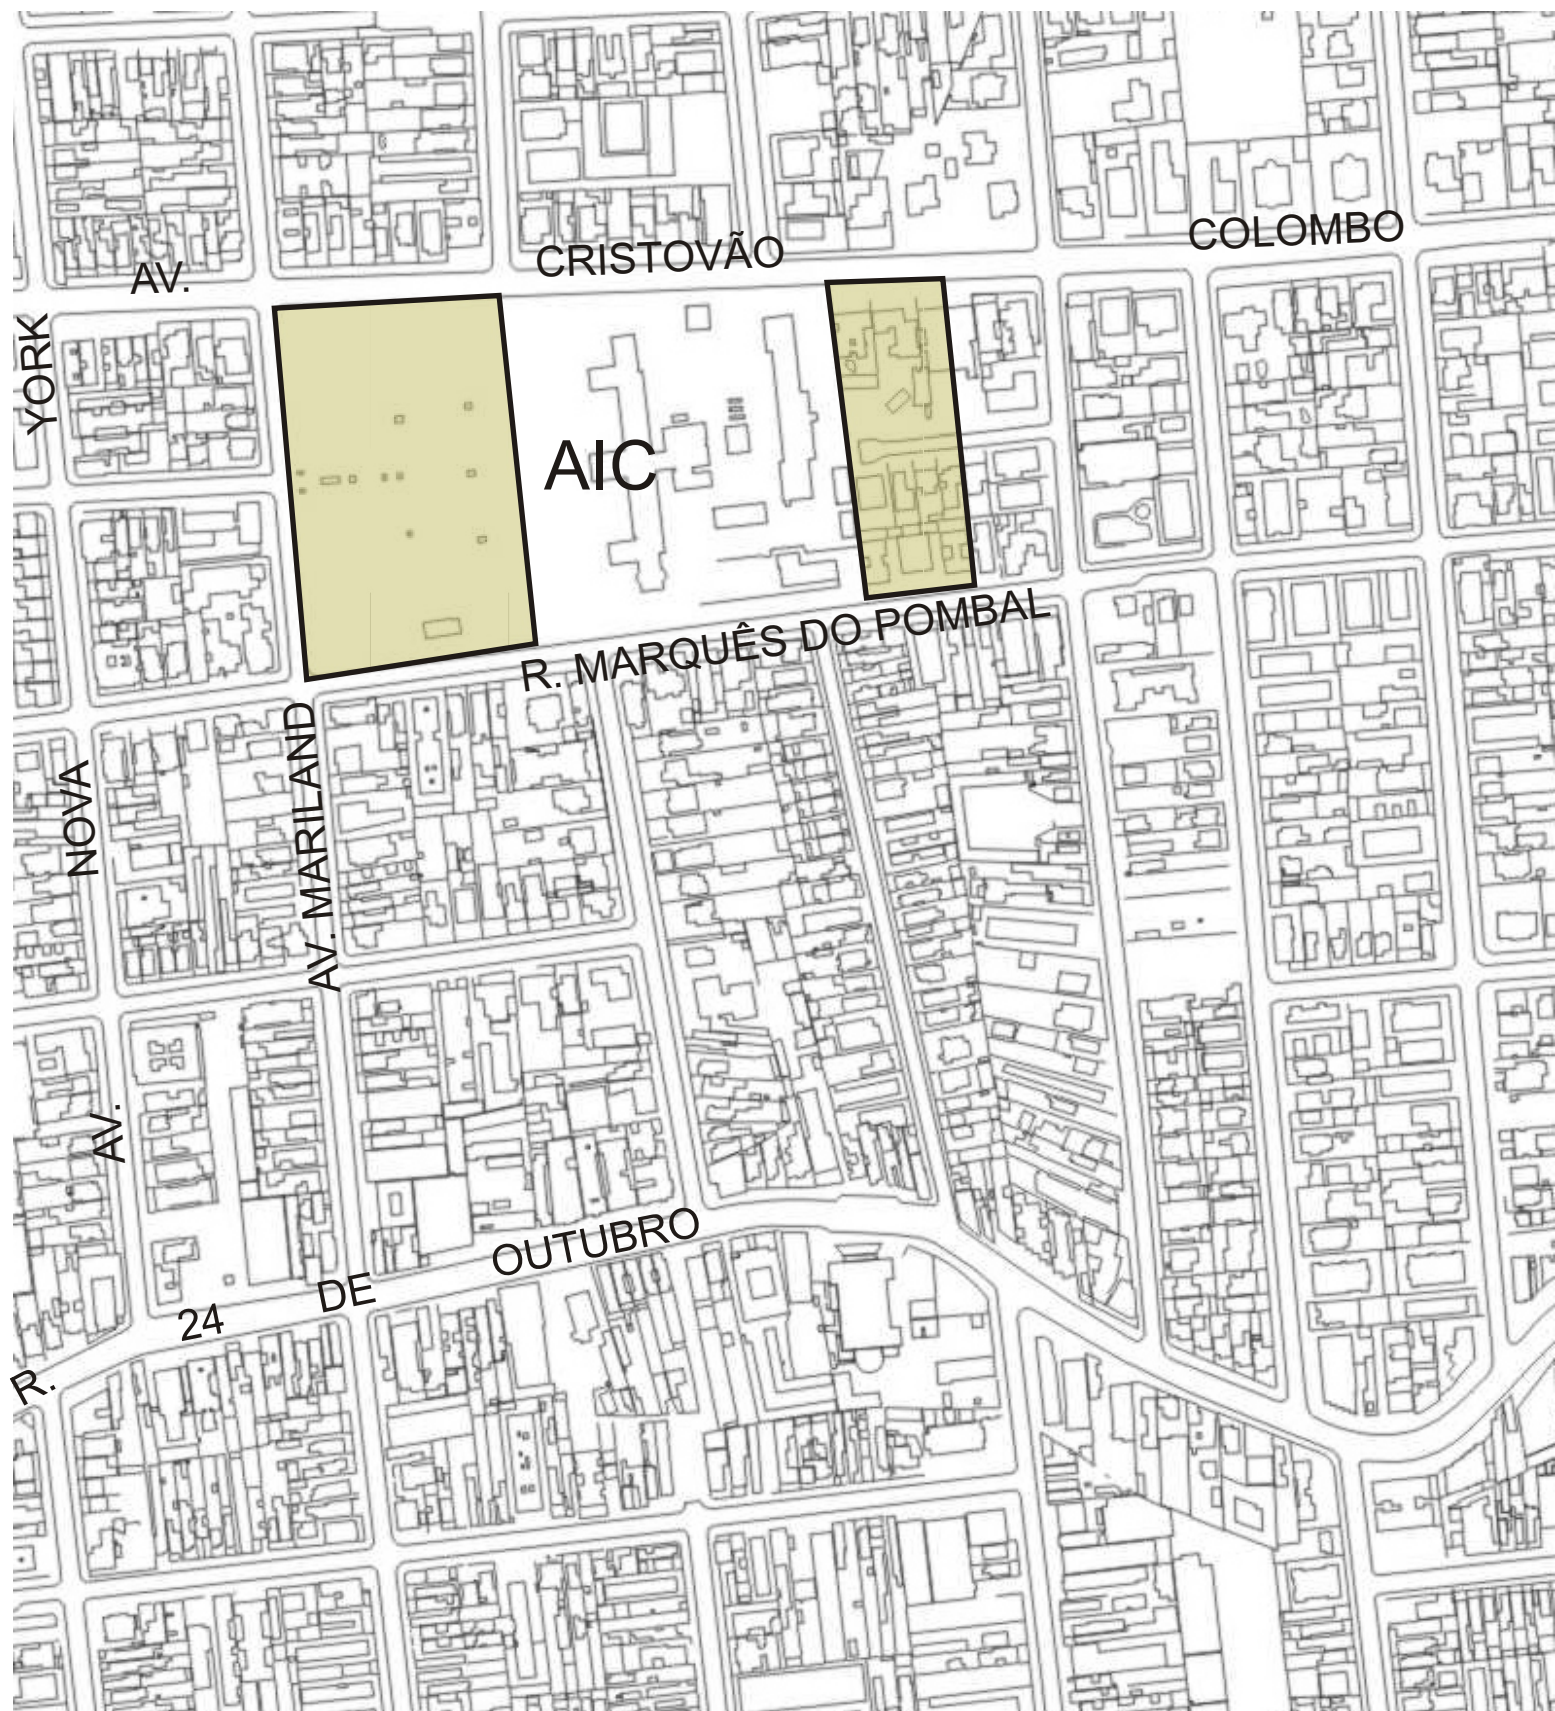 AV. CRISTOVÃO COLOMBO
AV. NOVA YORK
AIC
R. MARQUÊS DO POMBAL
AV. MARILAND
R. 24 DE OUTUBRO